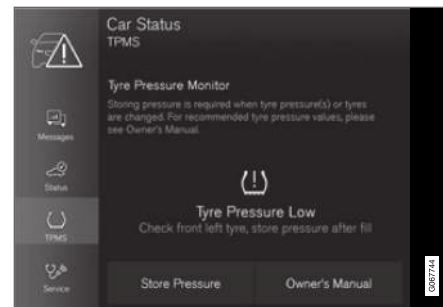 Car Status
TPMS
Tyre Pressure Monitor
Storing pressure is required when tyre pressure(s) or tyres
are changed. For recommended tyre pressure values, please
see Owner's Manual.
Messages
Status
TPMS
Service
(!)
Tyre Pressure Low
Check front left tyre, store pressure after fill
Store Pressure
Owner's Manual
G067744